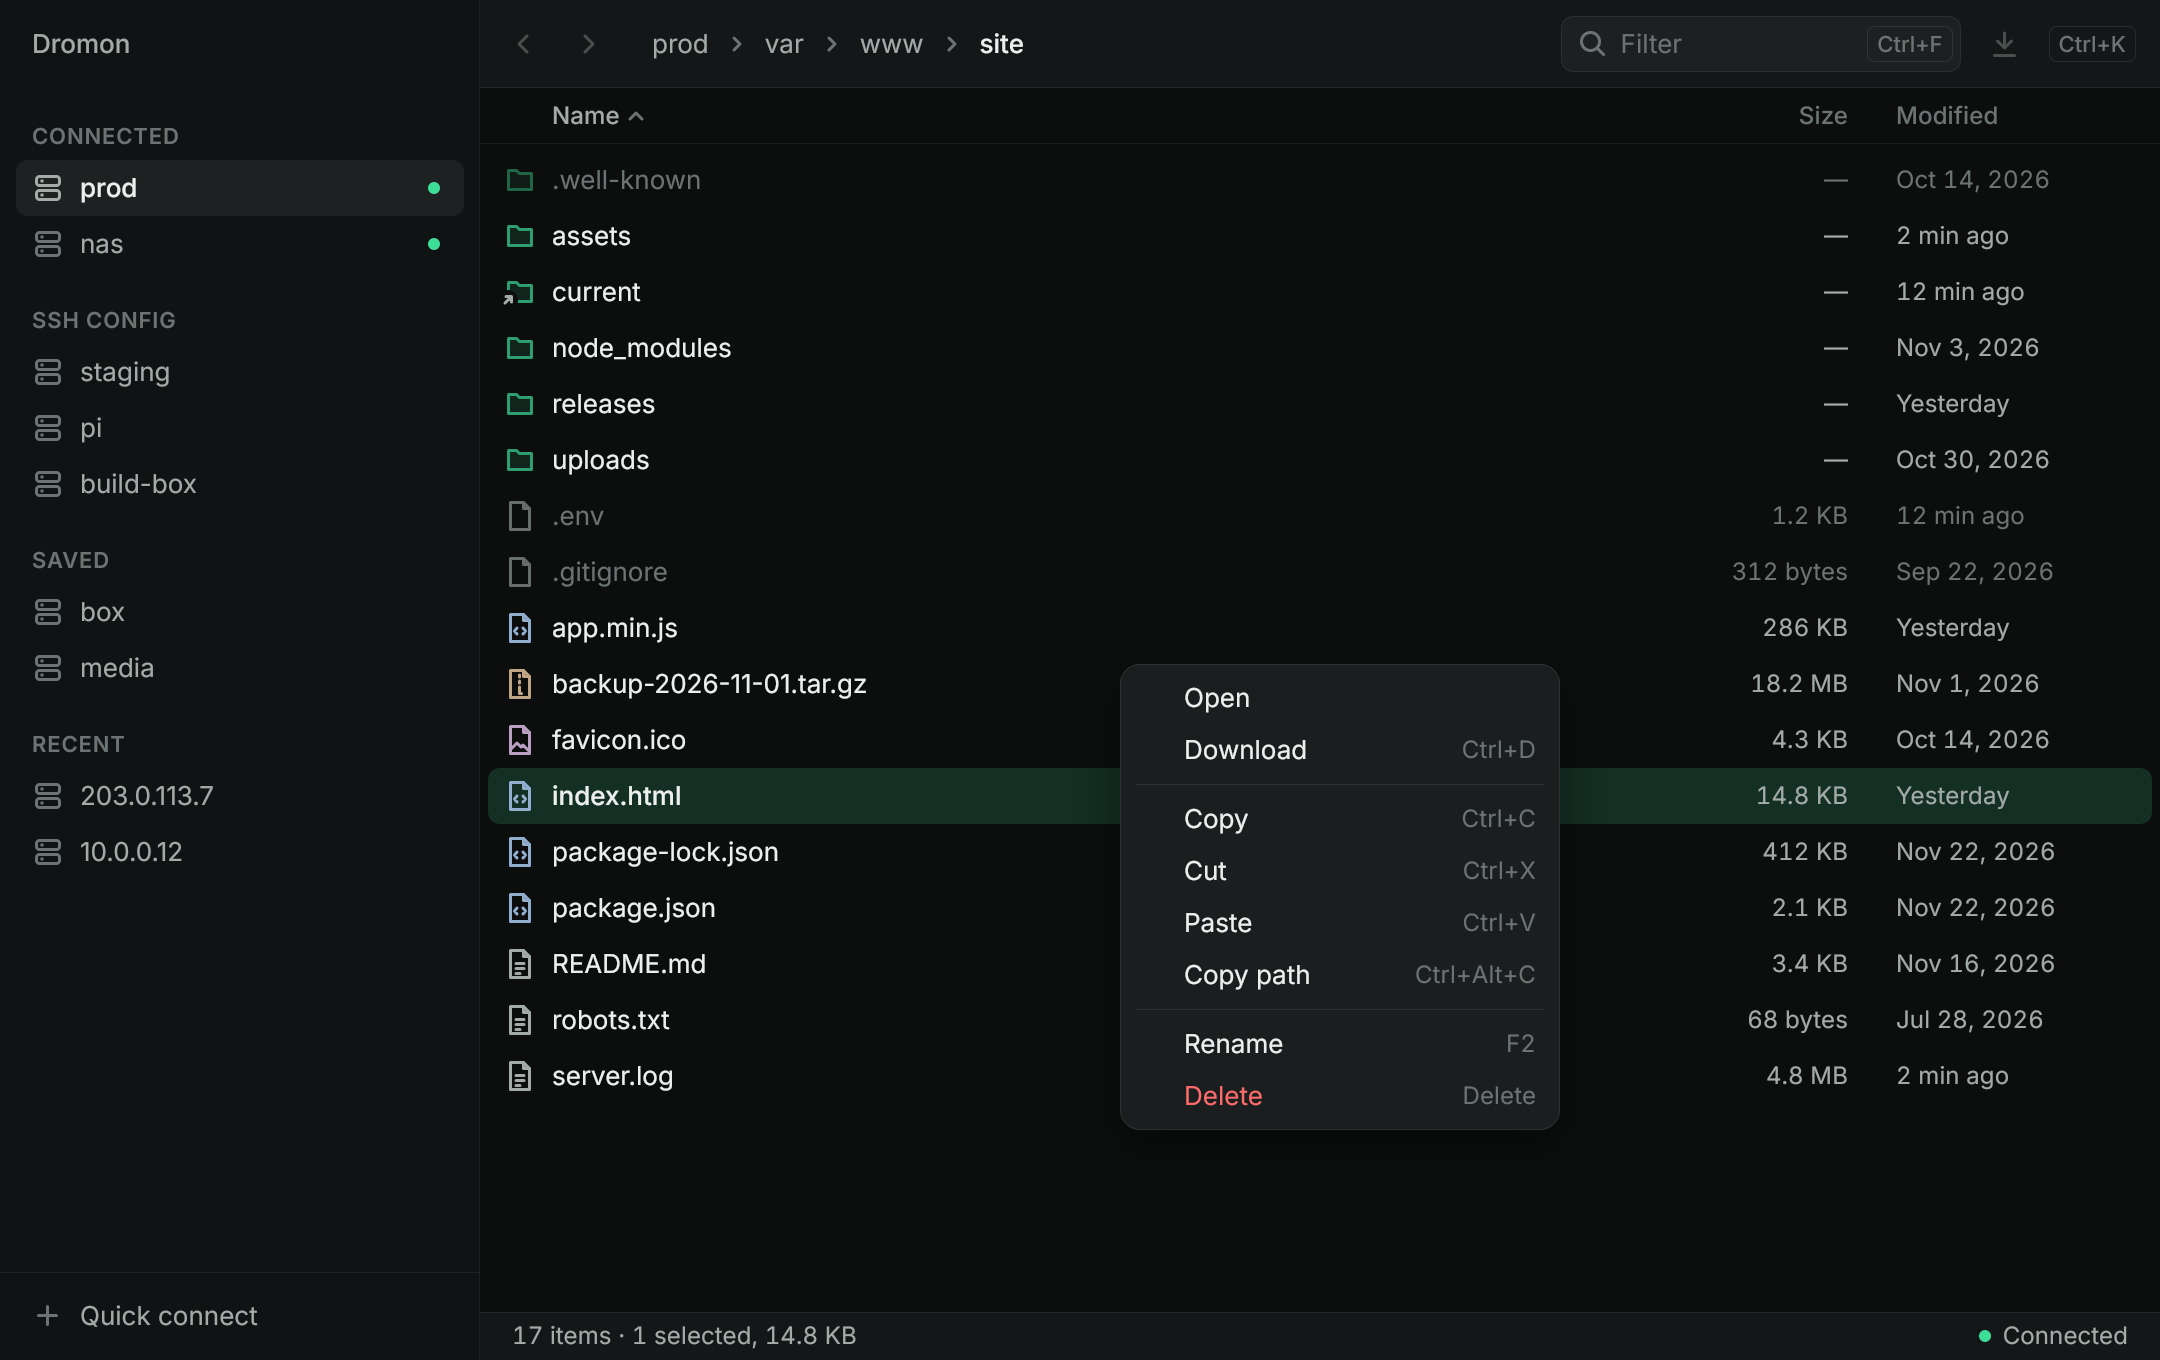 Dromon
CONNECTED
prod
nas
SSH CONFIG
staging
pi
build-box
SAVED
box
media
RECENT
203.0.113.7
10.0.0.12
Quick connect
prod > var > www > site
Filter Ctrl+F Ctrl+K
Name Size Modified
.well-known — Oct 14, 2026
assets — 2 min ago
current — 12 min ago
node_modules — Nov 3, 2026
releases — Yesterday
uploads — Oct 30, 2026
.env 1.2 KB 12 min ago
.gitignore 312 bytes Sep 22, 2026
app.min.js 286 KB Yesterday
backup-2026-11-01.tar.gz 18.2 MB Nov 1, 2026
favicon.ico 4.3 KB Oct 14, 2026
index.html 14.8 KB Yesterday
package-lock.json 412 KB Nov 22, 2026
package.json 2.1 KB Nov 22, 2026
README.md 3.4 KB Nov 16, 2026
robots.txt 68 bytes Jul 28, 2026
server.log 4.8 MB 2 min ago
Open
Download Ctrl+D
Copy Ctrl+C
Cut Ctrl+X
Paste Ctrl+V
Copy path Ctrl+Alt+C
Rename F2
Delete Delete
17 items · 1 selected, 14.8 KB
Connected